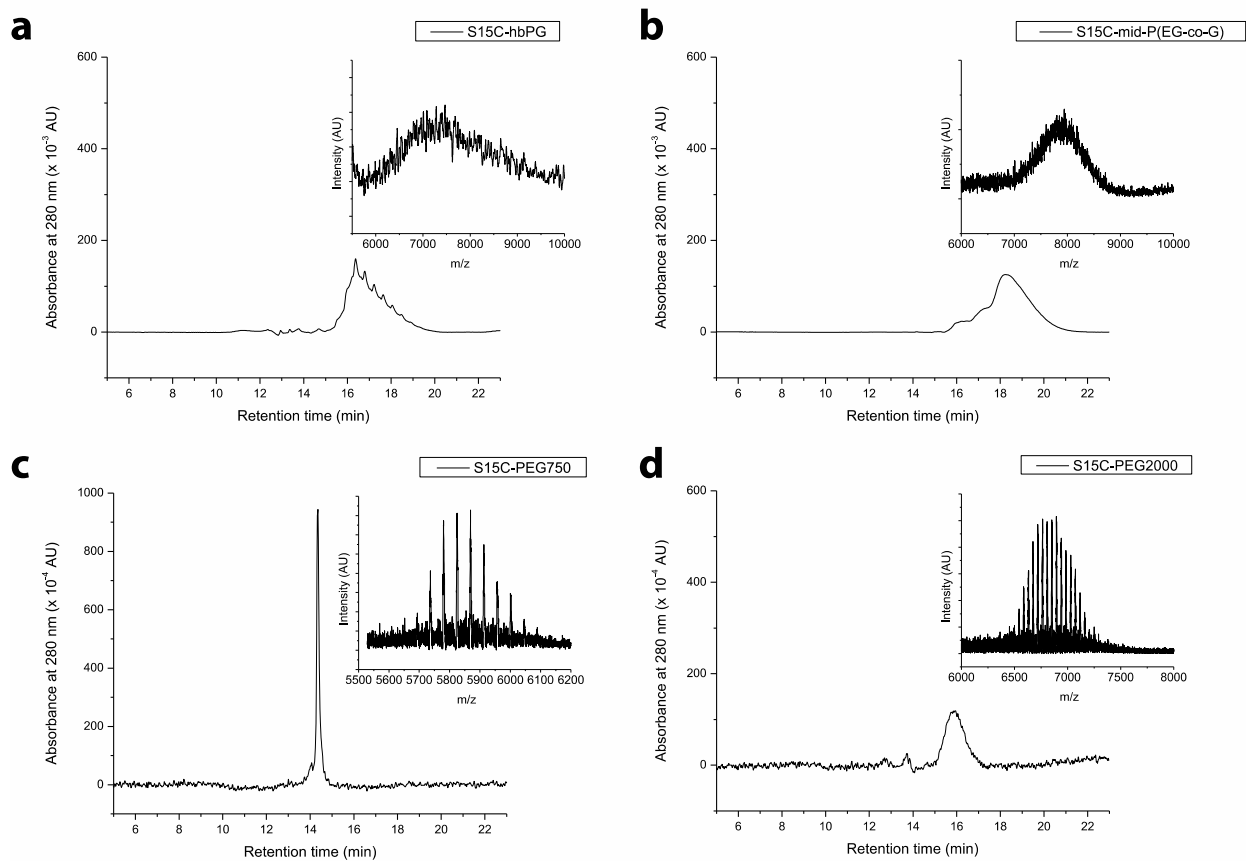 a
S15C-hbPG
Absorbance at 280 nm (x 10⁻³ AU)
600
400
200
0
6 8 10 12 14 16 18 20 22
Retention time (min)
Intensity (AU)
6000 7000 8000 9000 10000
m/z
b
S15C-mid-P(EG-co-G)
Absorbance at 280 nm (x 10⁻³ AU)
600
400
200
0
6 8 10 12 14 16 18 20 22
Retention time (min)
Intensity (AU)
6000 7000 8000 9000 10000
m/z
c
S15C-PEG750
Absorbance at 280 nm (x 10⁻⁴ AU)
1000
800
600
400
200
0
6 8 10 12 14 16 18 20 22
Retention time (min)
Intensity (AU)
5500 5600 5700 5800 5900 6000 6100 6200
m/z
d
S15C-PEG2000
Absorbance at 280 nm (x 10⁻⁴ AU)
600
400
200
0
6 8 10 12 14 16 18 20 22
Retention time (min)
Intensity (AU)
6000 6500 7000 7500 8000
m/z